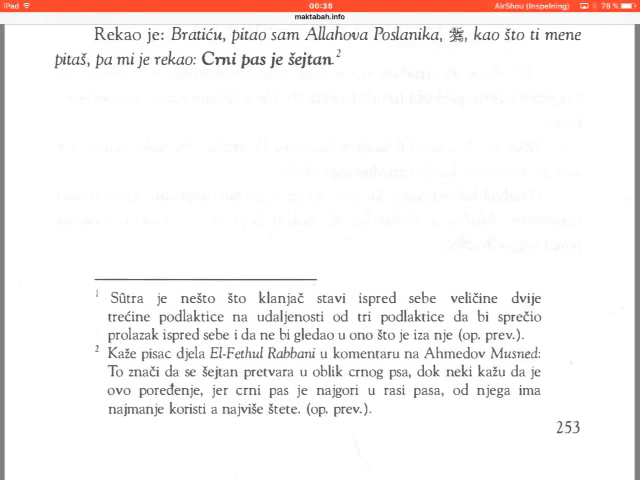 iPad
00:35
AirShou (Inspelning)
78 %
maktabah.info
Rekao je: Bratiću, pitao sam Allahova Poslanika, ﷺ, kao što ti mene
pitaš, pa mi je rekao: Crni pas je šejtan.²
¹ Sûtra je nešto što klanjač stavi ispred sebe veličine dvije
trećine podlaktice na udaljenosti od tri podlaktice da bi sprečio
prolazak ispred sebe i da ne bi gledao u ono što je iza nje (op. prev.).
² Kaže pisac djela El-Fethul Rabbani u komentaru na Ahmedov Musned:
To znači da se šejtan pretvara u oblik crnog psa, dok neki kažu da je
ovo poređenje, jer crni pas je najgori u rasi pasa, od njega ima
najmanje koristi a najviše štete. (op. prev.).
253